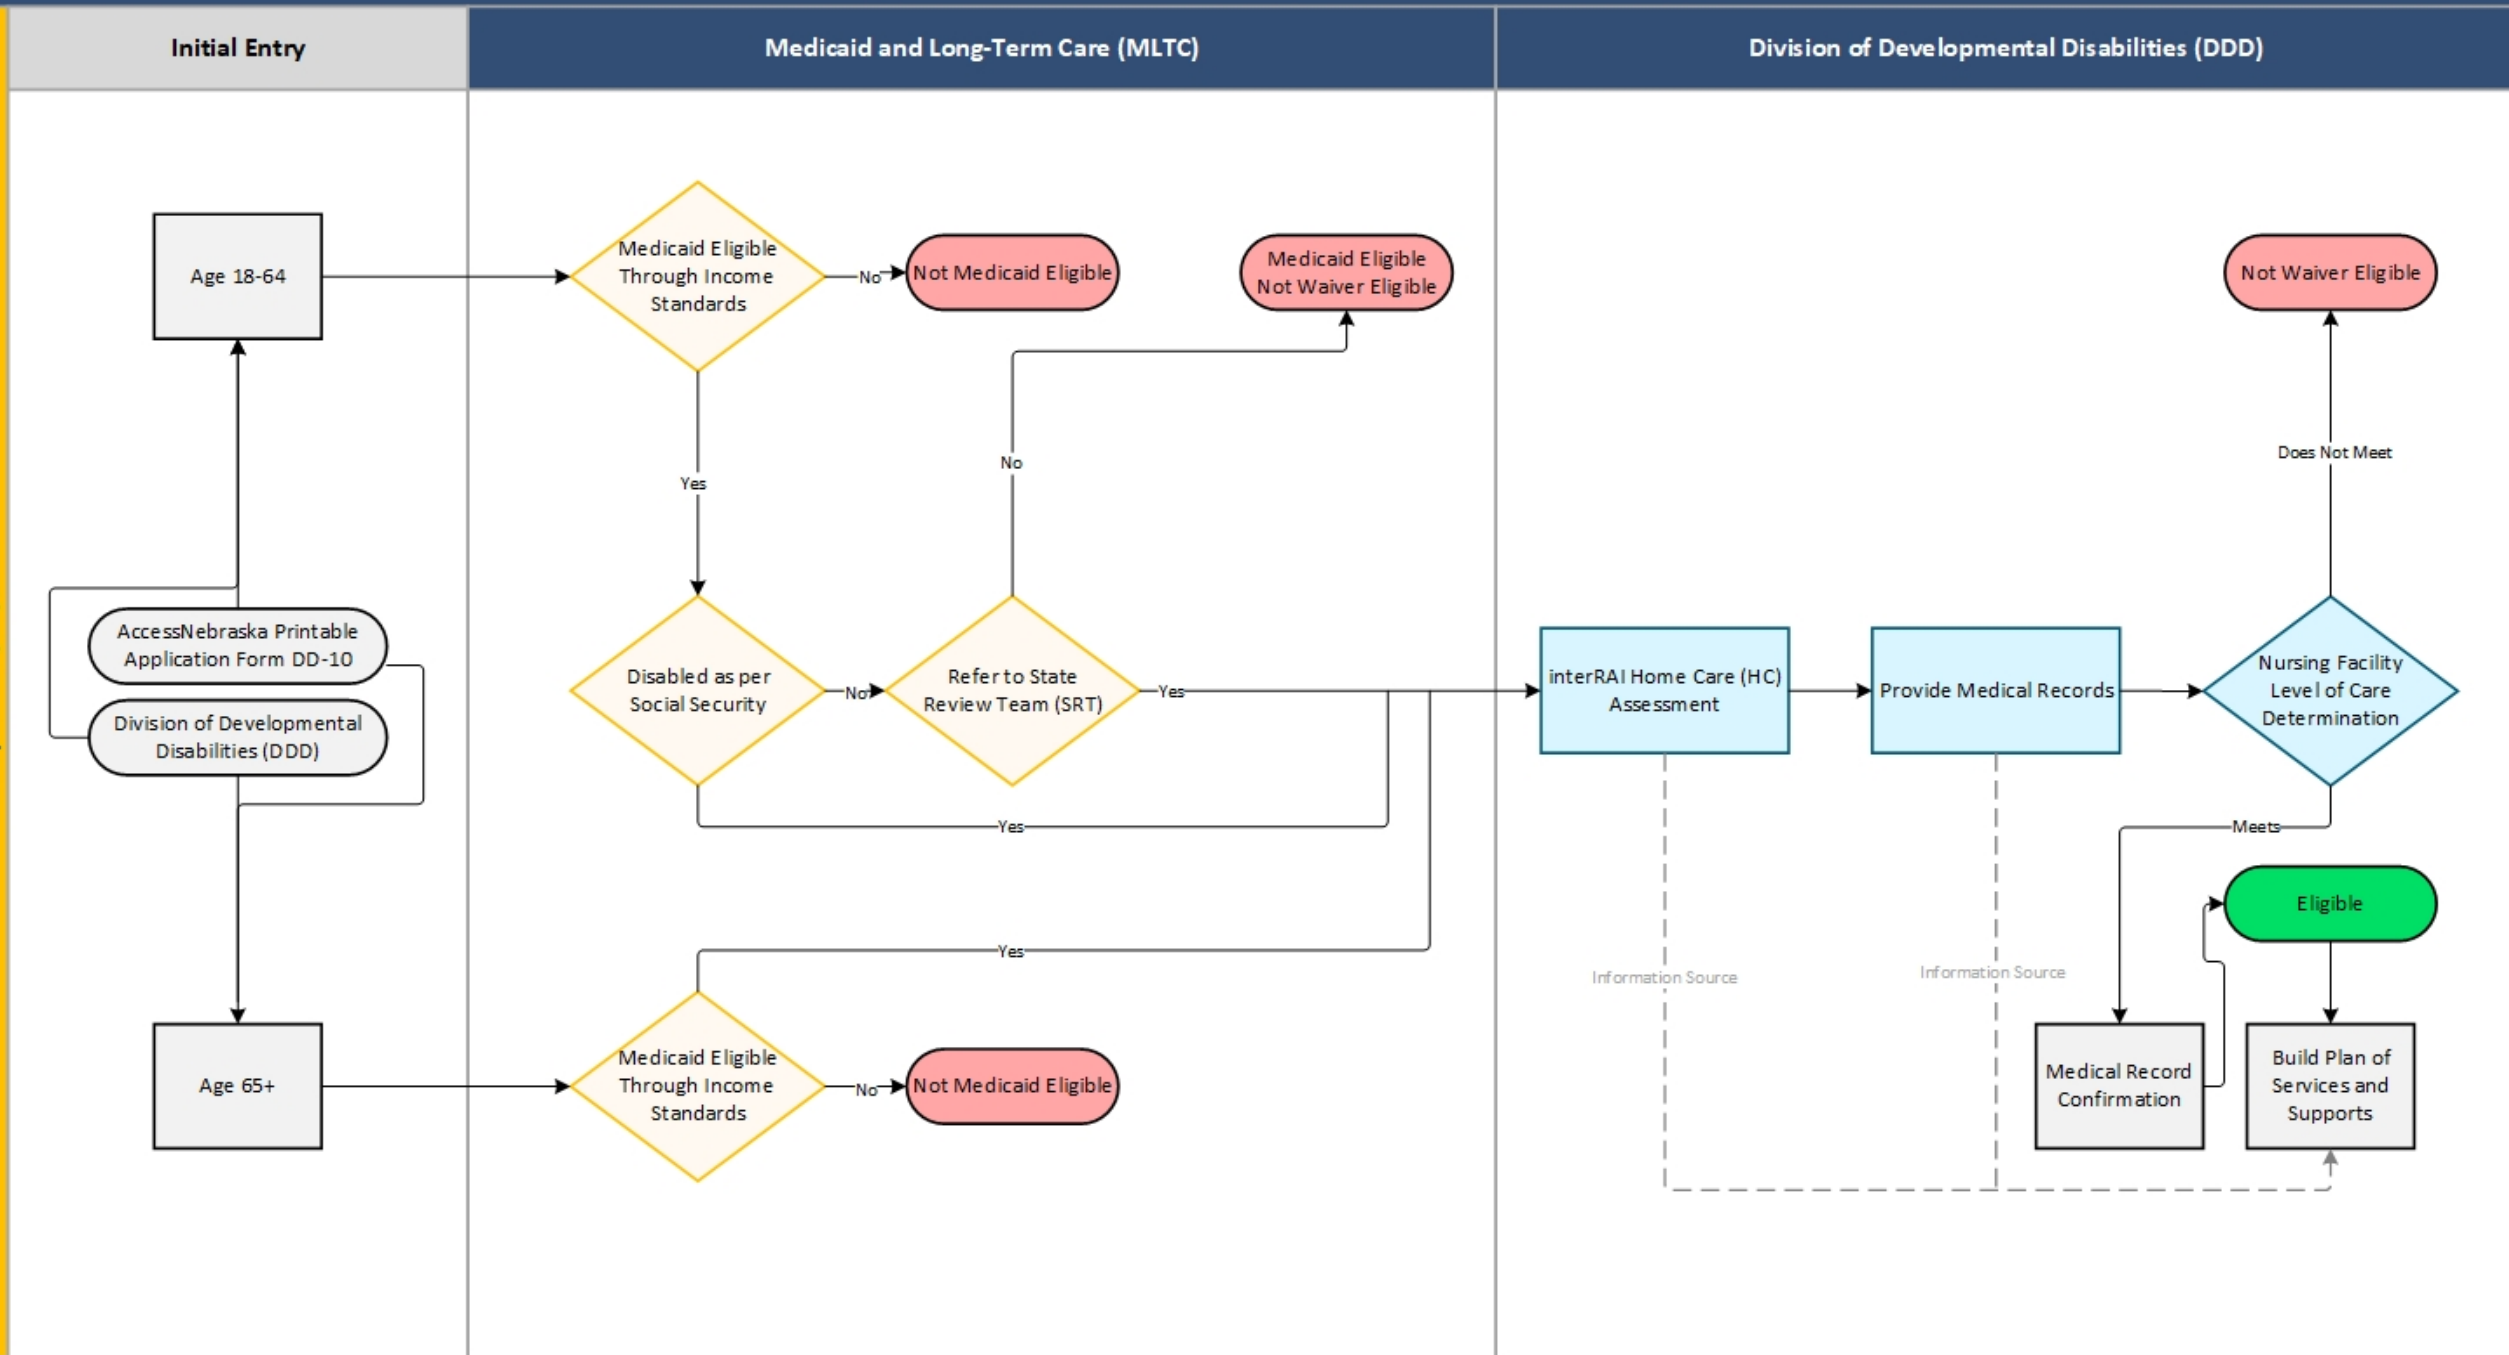 Initial Entry
Medicaid and Long-Term Care (MLTC)
Division of Developmental Disabilities (DDD)
Age 18-64
AccessNebraska Printable
Application Form DD-10
Division of Developmental
Disabilities (DDD)
Age 65+
Medicaid Eligible
Through Income
Standards
No
Not Medicaid Eligible
Medicaid Eligible
Not Waiver Eligible
Yes
No
Disabled as per
Social Security
No
Refer to State
Review Team (SRT)
Yes
Yes
Yes
Medicaid Eligible
Through Income
Standards
No
Not Medicaid Eligible
Not Waiver Eligible
Does Not Meet
interRAI Home Care (HC)
Assessment
Provide Medical Records
Nursing Facility
Level of Care
Determination
Meets
Eligible
Information Source
Information Source
Medical Record
Confirmation
Build Plan of
Services and
Supports